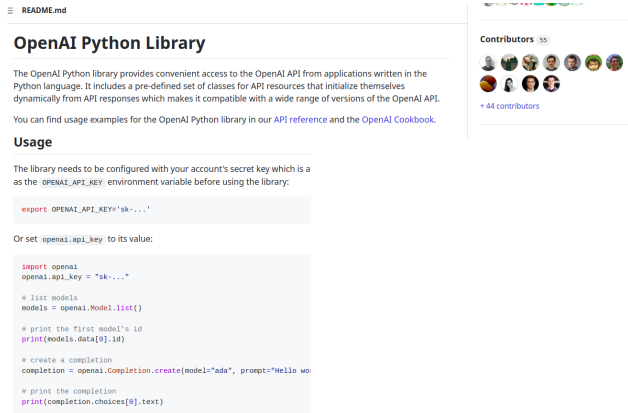 README.md
OpenAI Python Library
The OpenAI Python library provides convenient access to the OpenAI API from applications written in the
Python language. It includes a pre-defined set of classes for API resources that initialize themselves
dynamically from API responses which makes it compatible with a wide range of versions of the OpenAI API.
You can find usage examples for the OpenAI Python library in our API reference and the OpenAI Cookbook.
Usage
The library needs to be configured with your account's secret key which is a
as the OPENAI_API_KEY environment variable before using the library:
export OPENAI_API_KEY='sk-...'
Or set openai.api_key to its value:
import openai
openai.api_key = "sk-..."
# list models
models = openai.Model.list()
# print the first model's id
print(models.data[0].id)
# create a completion
completion = openai.Completion.create(model="ada", prompt="Hello wo
# print the completion
print(completion.choices[0].text)
Contributors 55
+ 44 contributors